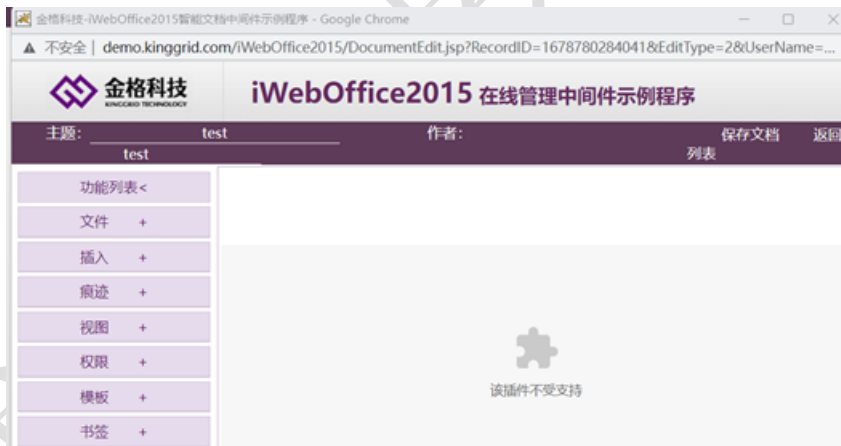 金格科技-iWebOffice2015智能文档中间件示例程序 - Google Chrome
不安全 | demo.kinggrid.com/iWebOffice2015/DocumentEdit.jsp?RecordID=1678780284041&EditType=2&UserName=...
金格科技 iWebOffice2015 在线管理中间件示例程序
KINGGRID TECHNOLOGY
主题: test 作者: 保存文档 返回
test 列表
功能列表<
文件 +
插入 +
痕迹 +
视图 +
权限 +
模板 +
书签 +
该插件不受支持